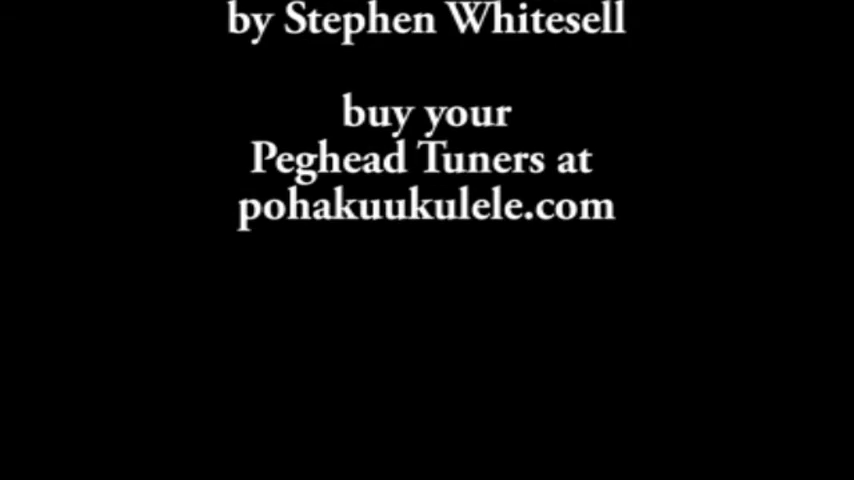 by Stephen Whitesell
buy your
Peghead Tuners at
pohakuukulele.com